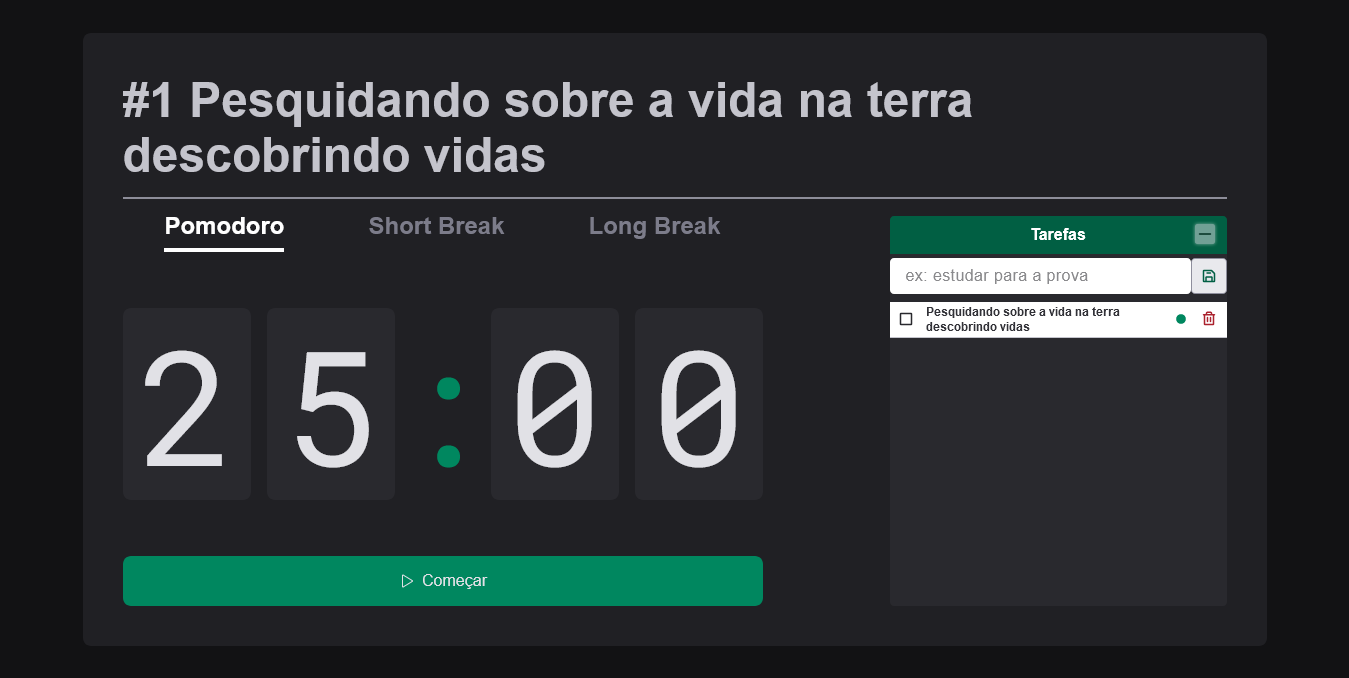 #1 Pesquidando sobre a vida na terra
descobrindo vidas
Pomodoro
Short Break
Long Break
25:00
Começar
Tarefas
ex: estudar para a prova
Pesquidando sobre a vida na terra
descobrindo vidas